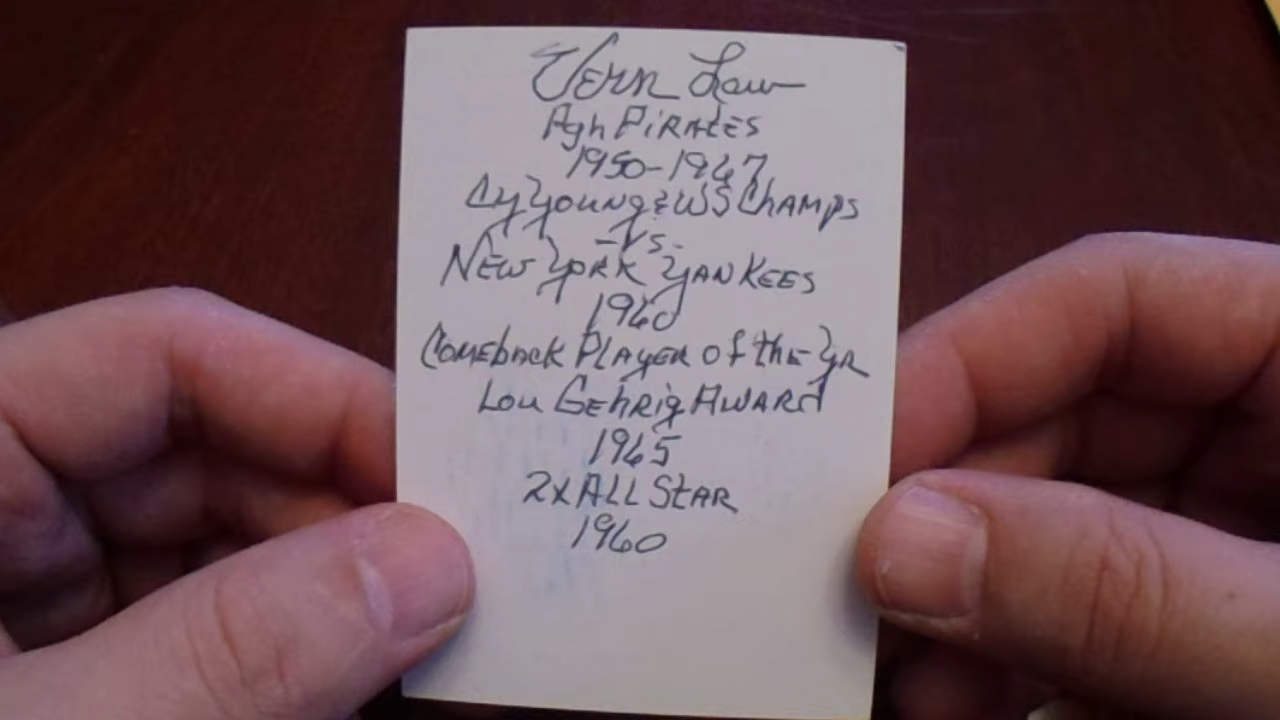 Vern Law
Pgh Pirates
1950-1967
Cy Young & WS Champs
-vs.-
New York Yankees
1960
Comeback Player of the Yr
Lou Gehrig Award
1965
2x All Star
1960